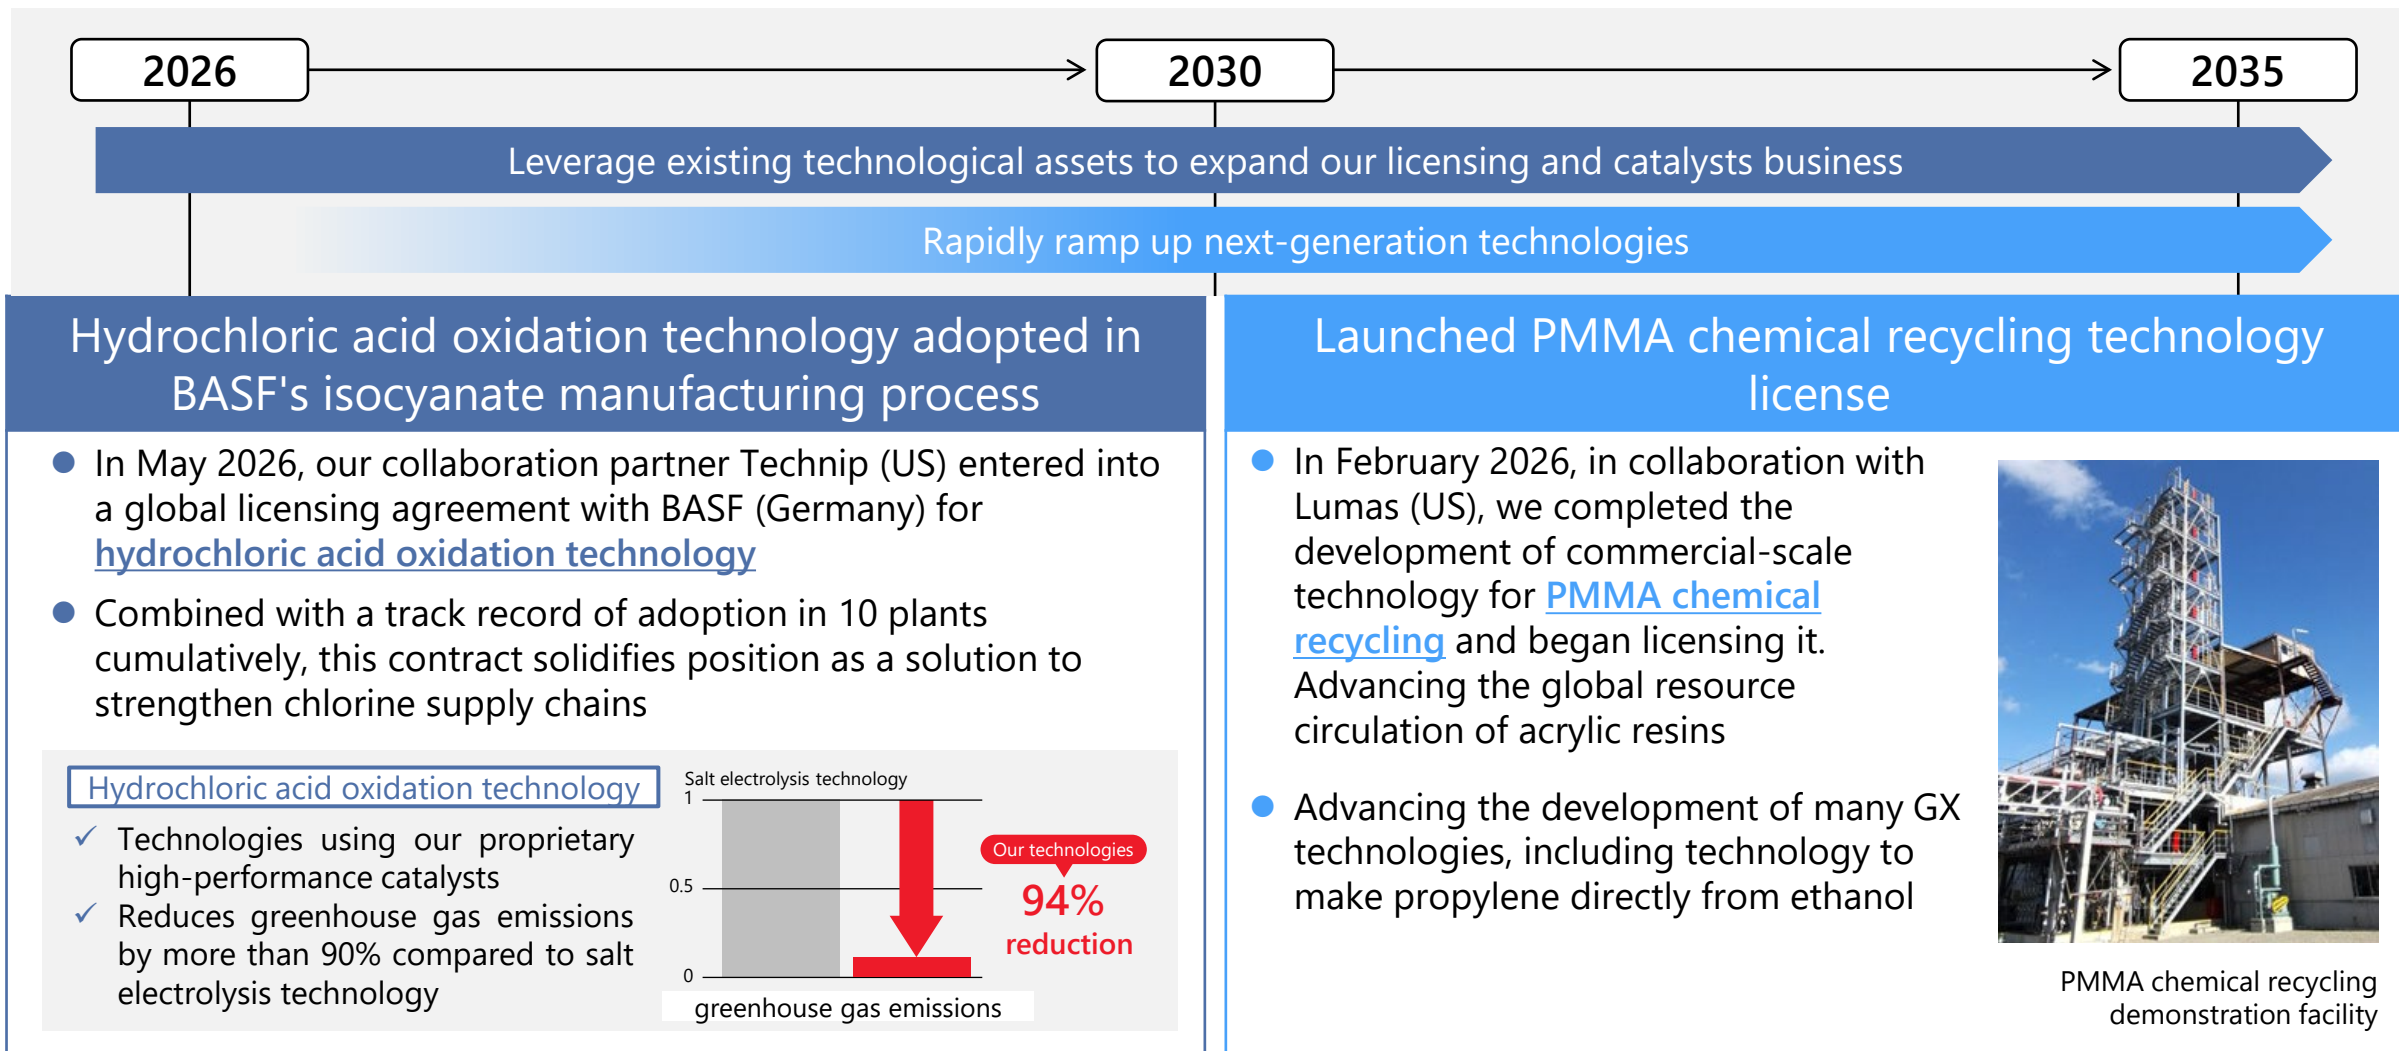 2026
2030
2035
Leverage existing technological assets to expand our licensing and catalysts business
Rapidly ramp up next-generation technologies
Hydrochloric acid oxidation technology adopted in
BASF's isocyanate manufacturing process
In May 2026, our collaboration partner Technip (US) entered into
a global licensing agreement with BASF (Germany) for
hydrochloric acid oxidation technology
Combined with a track record of adoption in 10 plants
cumulatively, this contract solidifies position as a solution to
strengthen chlorine supply chains
Hydrochloric acid oxidation technology
✓ Technologies using our proprietary
high-performance catalysts
✓ Reduces greenhouse gas emissions
by more than 90% compared to salt
electrolysis technology
Salt electrolysis technology
1
0.5
0
Our technologies
94%
reduction
greenhouse gas emissions
Launched PMMA chemical recycling technology
license
In February 2026, in collaboration with
Lumas (US), we completed the
development of commercial-scale
technology for PMMA chemical
recycling and began licensing it.
Advancing the global resource
circulation of acrylic resins
Advancing the development of many GX
technologies, including technology to
make propylene directly from ethanol
PMMA chemical recycling
demonstration facility